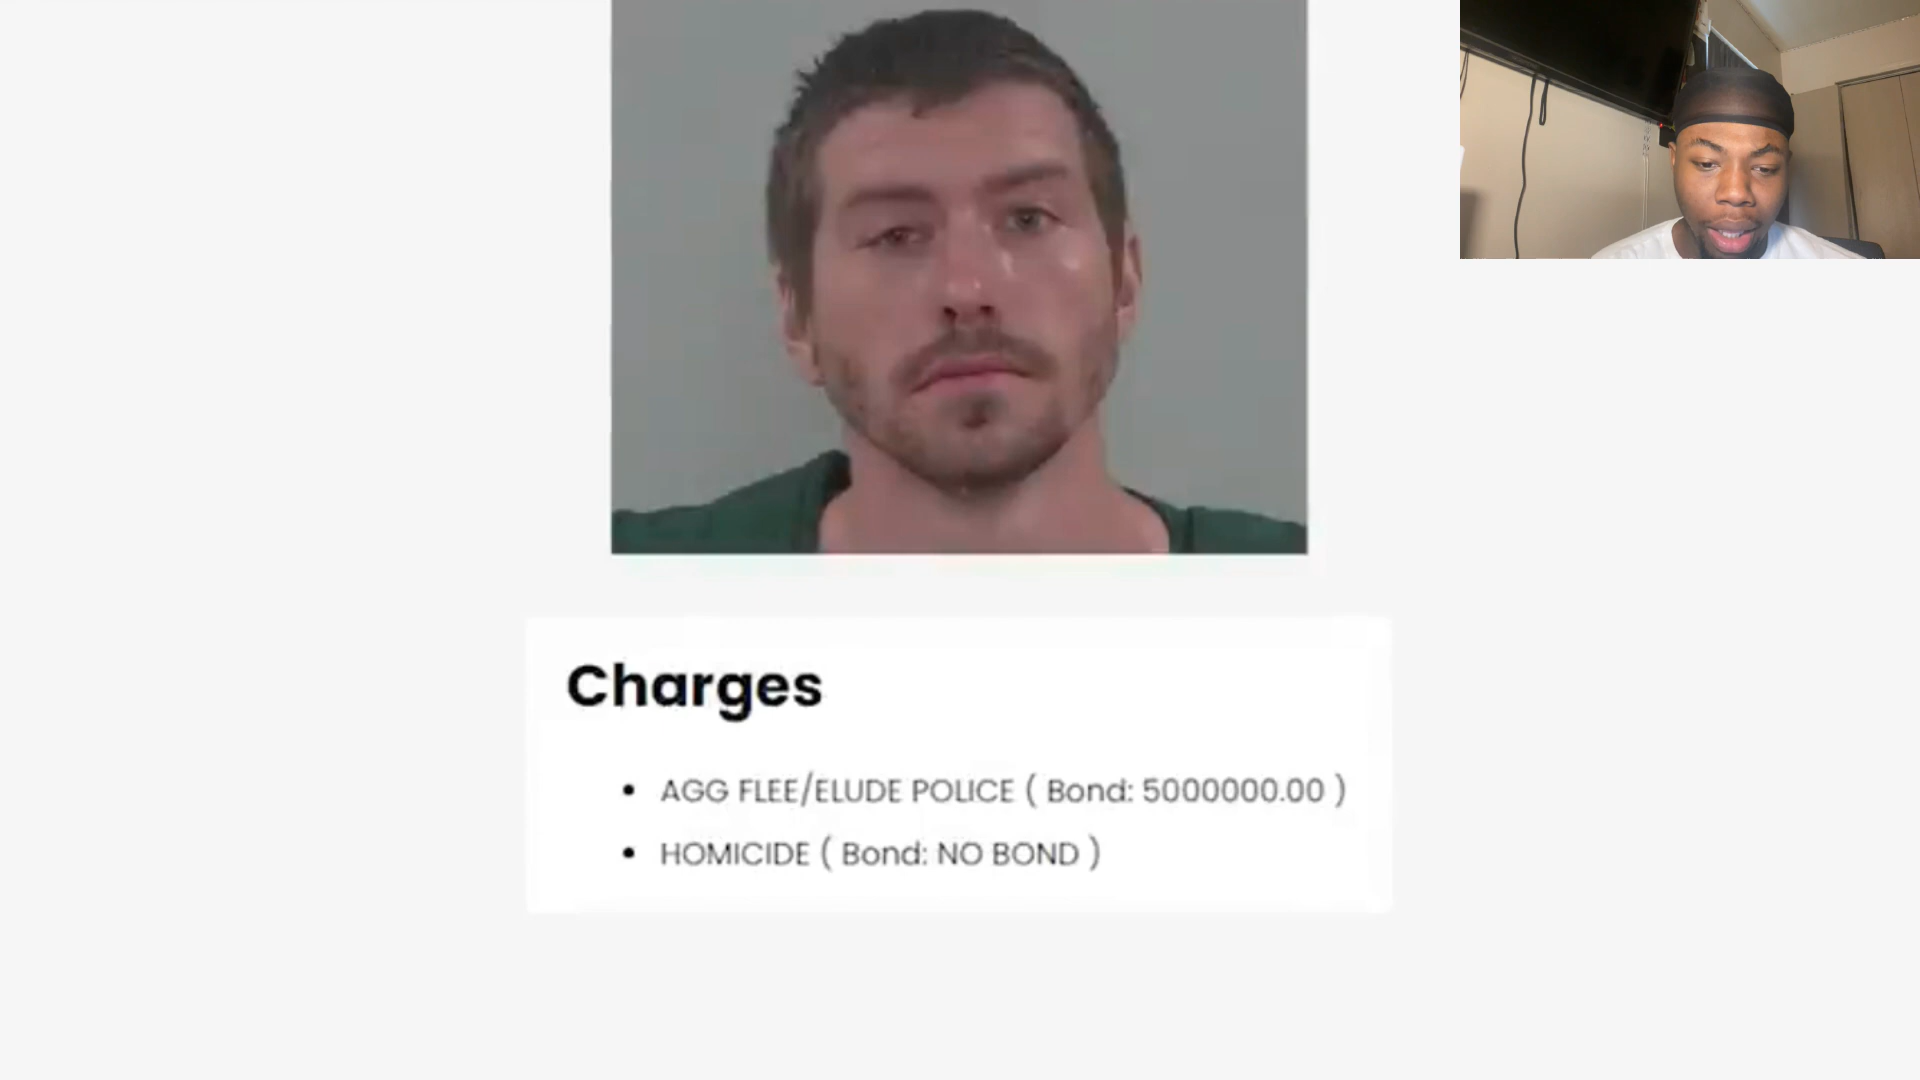 Charges
• AGG FLEE/ELUDE POLICE ( Bond: 5000000.00 )
• HOMICIDE ( Bond: NO BOND )